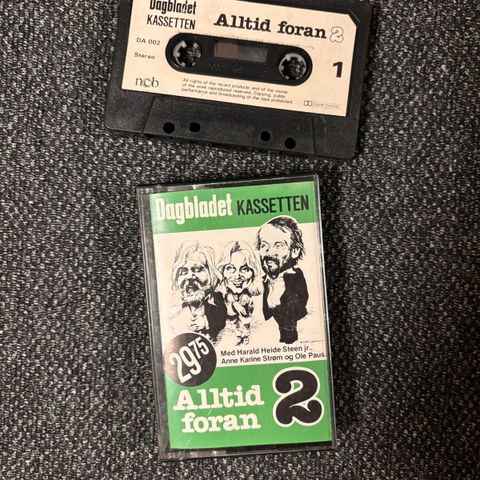 Dagbladet
KASSETTEN
Alltid foran 2
DA 002
Stereo
1
ncb
All rights of the record producer and of the owner
of the work reproduced reserved. Copying, public
performance and broadcasting of the tape prohibited.
Dagbladet KASSETTEN
29.75
Med Harald Heide Steen jr.,
Anne Karine Strøm og Ole Paus.
Alltid
foran 2